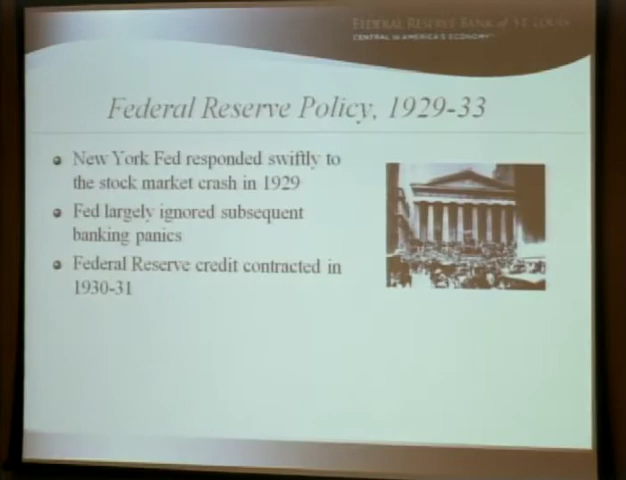 FEDERAL RESERVE BANK of ST. LOUIS
CENTRAL TO AMERICA'S ECONOMY™
Federal Reserve Policy, 1929-33
New York Fed responded swiftly to
the stock market crash in 1929
Fed largely ignored subsequent
banking panics
Federal Reserve credit contracted in
1930-31